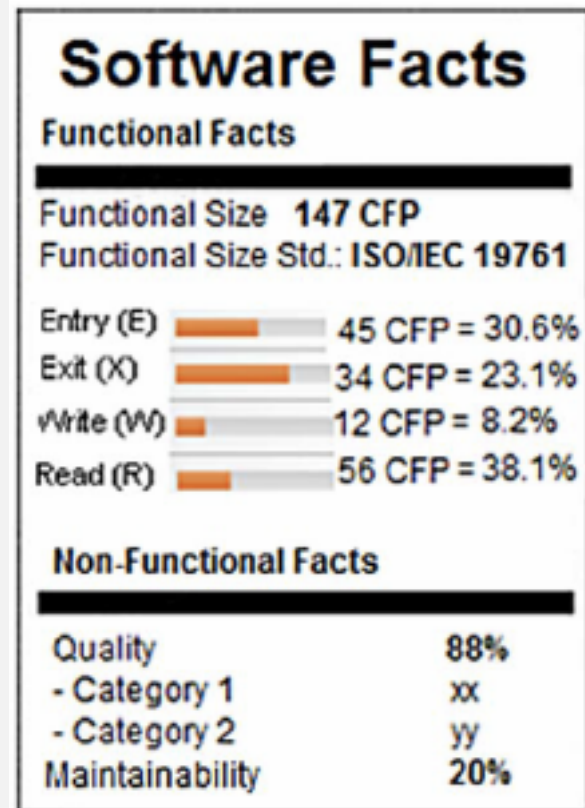 Software Facts
Functional Facts
Functional Size 147 CFP
Functional Size Std.: ISO/IEC 19761
Entry (E) 45 CFP = 30.6%
Exit (X) 34 CFP = 23.1%
Write (W) 12 CFP = 8.2%
Read (R) 56 CFP = 38.1%
Non-Functional Facts
Quality 88%
- Category 1 xx
- Category 2 yy
Maintainability 20%